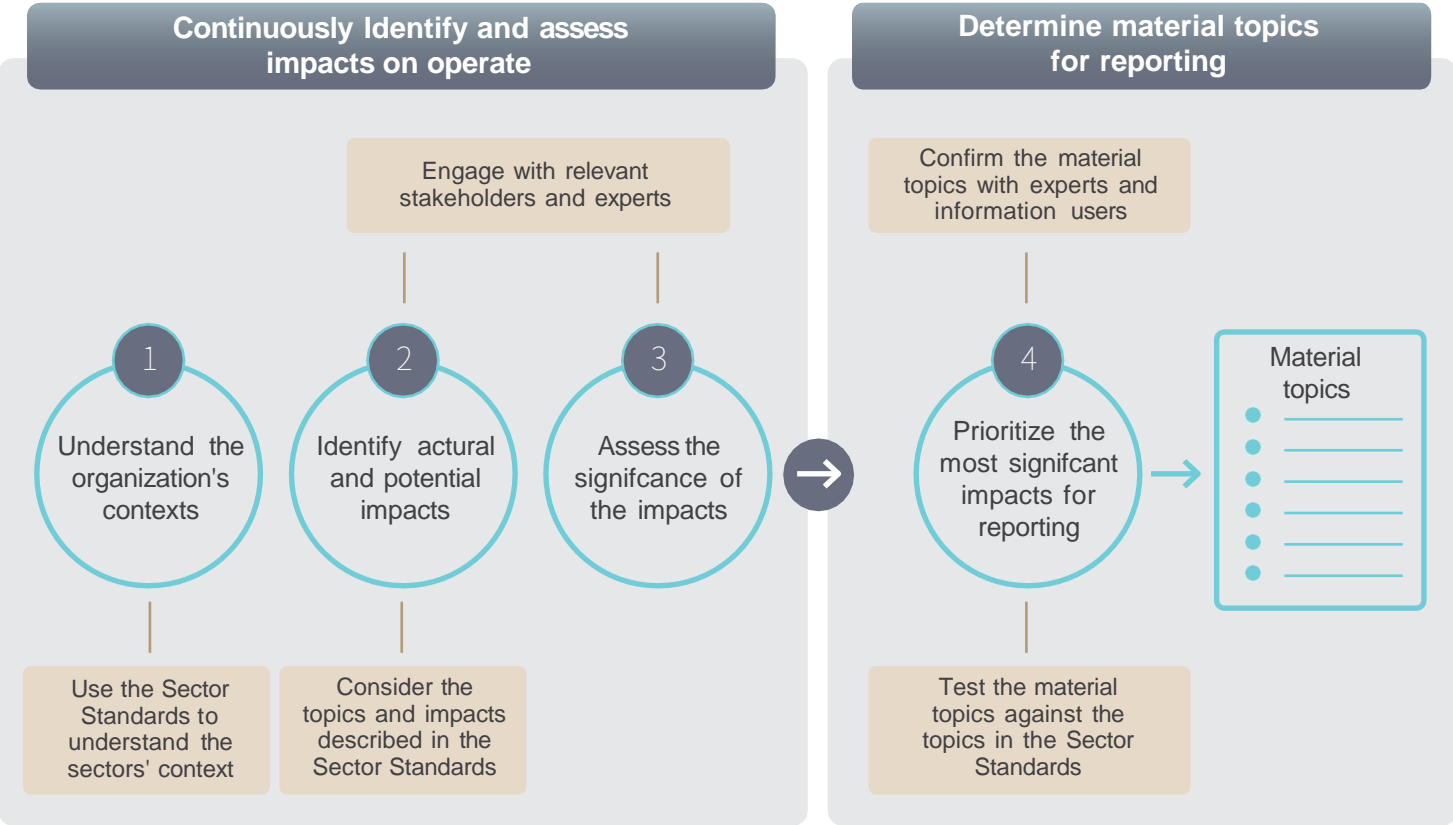 Continuously Identify and assess
impacts on operate
Determine material topics
for reporting
Engage with relevant
stakeholders and experts
Confirm the material
topics with experts and
information users
1
Understand the
organization's
contexts
2
Identify actural
and potential
impacts
3
Assess the
signifcance of
the impacts
4
Prioritize the
most signifcant
impacts for
reporting
Material
topics
Use the Sector
Standards to
understand the
sectors' context
Consider the
topics and impacts
described in the
Sector Standards
Test the material
topics against the
topics in the Sector
Standards